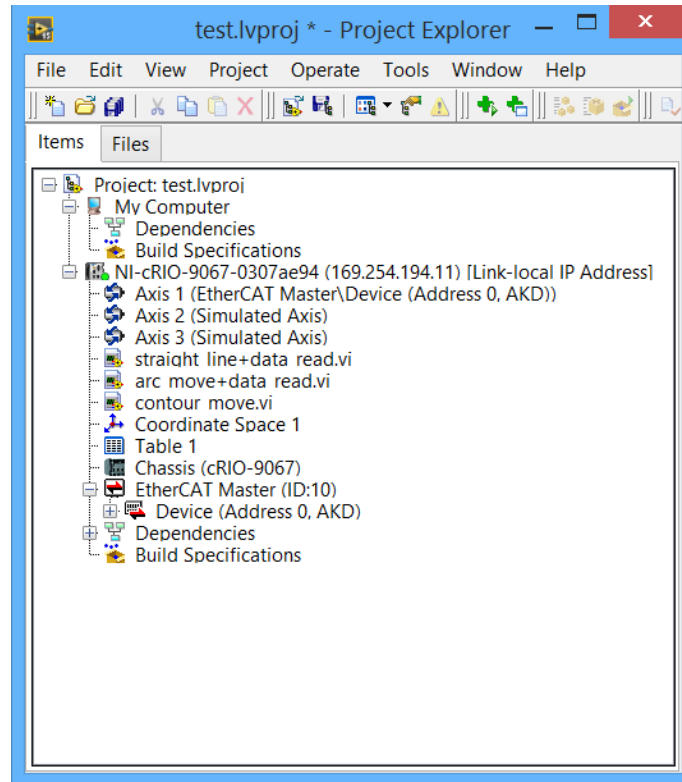 test.lvproj * - Project Explorer
File Edit View Project Operate Tools Window Help
Items Files
Project: test.lvproj
My Computer
Dependencies
Build Specifications
NI-cRIO-9067-0307ae94 (169.254.194.11) [Link-local IP Address]
Axis 1 (EtherCAT Master\Device (Address 0, AKD))
Axis 2 (Simulated Axis)
Axis 3 (Simulated Axis)
straight line+data read.vi
arc move+data read.vi
contour move.vi
Coordinate Space 1
Table 1
Chassis (cRIO-9067)
EtherCAT Master (ID:10)
Device (Address 0, AKD)
Dependencies
Build Specifications